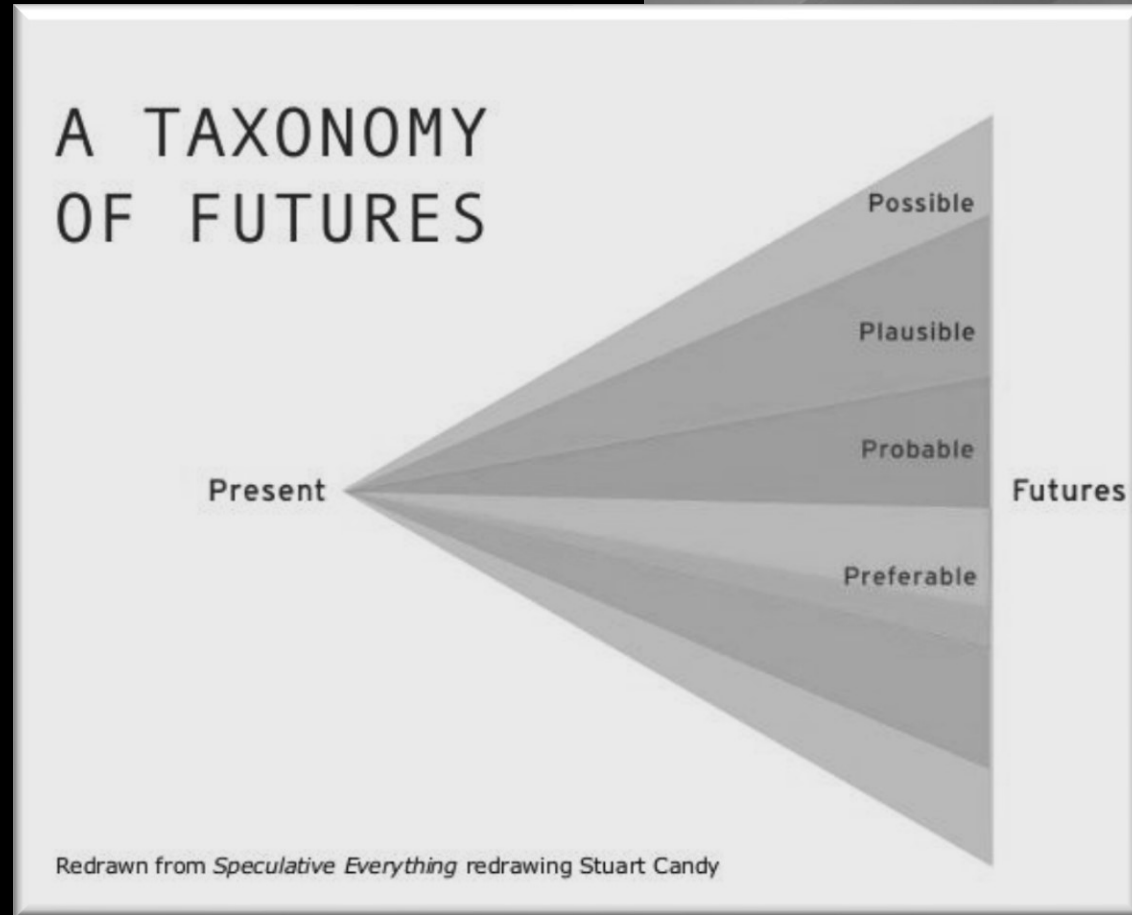 A TAXONOMY
OF FUTURES
Possible
Plausible
Probable
Present
Futures
Preferable
Redrawn from Speculative Everything redrawing Stuart Candy